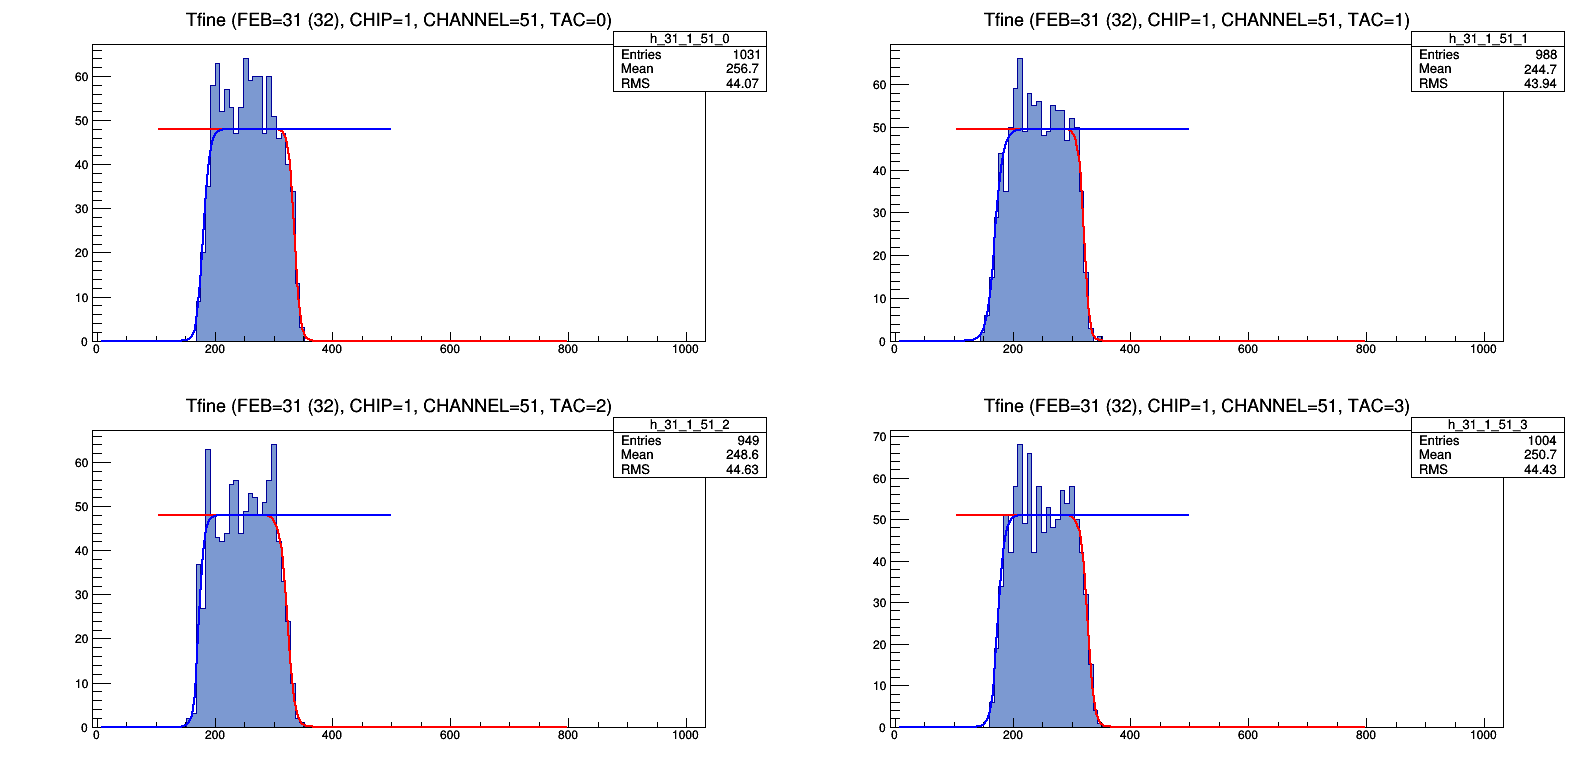 Tfine (FEB=31 (32), CHIP=1, CHANNEL=51, TAC=0)
h_31_1_51_0
Entries 1031
Mean 256.7
RMS 44.07
60
50
40
30
20
10
0
0 200 400 600 800 1000
Tfine (FEB=31 (32), CHIP=1, CHANNEL=51, TAC=1)
h_31_1_51_1
Entries 988
Mean 244.7
RMS 43.94
60
50
40
30
20
10
0
0 200 400 600 800 1000
Tfine (FEB=31 (32), CHIP=1, CHANNEL=51, TAC=2)
h_31_1_51_2
Entries 949
Mean 248.6
RMS 44.63
60
50
40
30
20
10
0
0 200 400 600 800 1000
Tfine (FEB=31 (32), CHIP=1, CHANNEL=51, TAC=3)
h_31_1_51_3
Entries 1004
Mean 250.7
RMS 44.43
70
60
50
40
30
20
10
0
0 200 400 600 800 1000